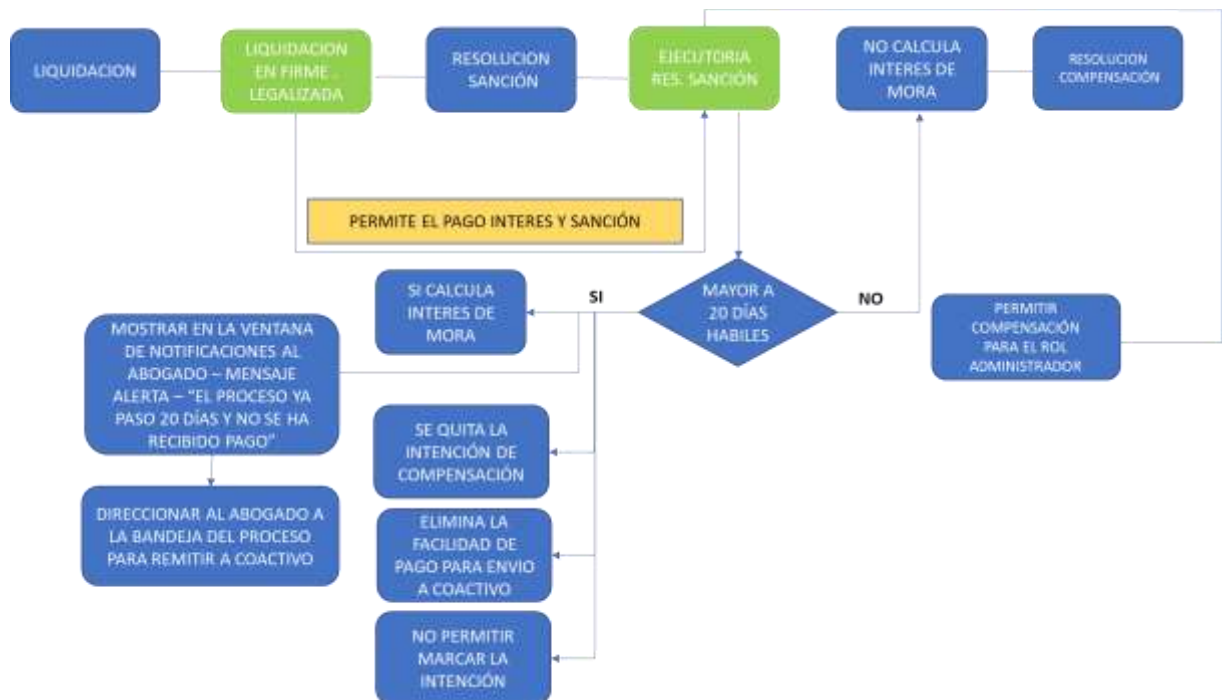 LIQUIDACION
LIQUIDACION
EN FIRME .
LEGALIZADA
RESOLUCION
SANCIÓN
EJECUTORIA
RES. SANCIÓN
NO CALCULA
INTERES DE
MORA
RESOLUCION
COMPENSACIÓN
PERMITE EL PAGO INTERES Y SANCIÓN
SI CALCULA
INTERES DE
MORA
SI
MAYOR A
20 DÍAS
HABILES
NO
PERMITIR
COMPENSACIÓN
PARA EL ROL
ADMINISTRADOR
MOSTRAR EN LA VENTANA
DE NOTIFICACIONES AL
ABOGADO – MENSAJE
ALERTA – “EL PROCESO YA
PASO 20 DÍAS Y NO SE HA
RECIBIDO PAGO”
SE QUITA LA
INTENCIÓN DE
COMPENSACIÓN
DIRECCIONAR AL ABOGADO A
LA BANDEJA DEL PROCESO
PARA REMITIR A COACTIVO
ELIMINA LA
FACILIDAD DE
PAGO PARA ENVIO
A COACTIVO
NO PERMITIR
MARCAR LA
INTENCIÓN